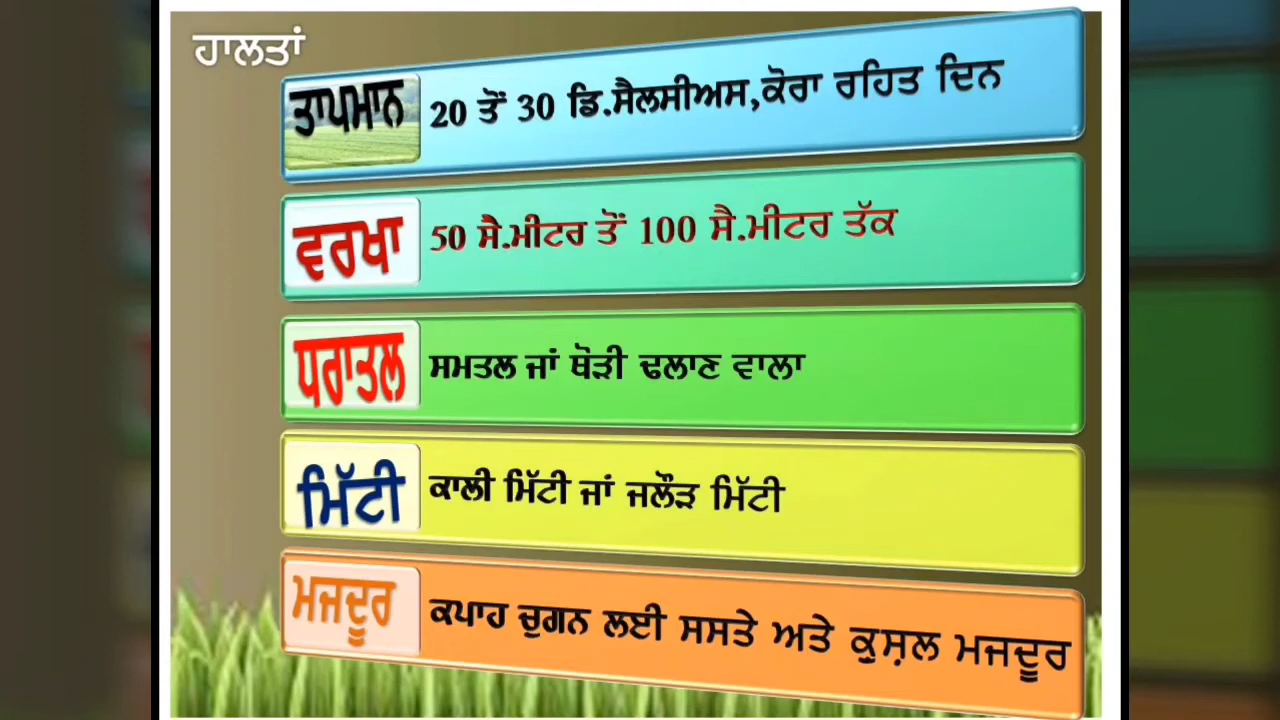 ਹਾਲਤਾਂ
ਤਾਪਮਾਨ
20 ਤੋਂ 30 ਡਿ.ਸੈਲਸੀਅਸ,ਕੋਰਾ ਰਹਿਤ ਦਿਨ
ਵਰਖਾ
50 ਸੈ.ਮੀਟਰ ਤੋਂ 100 ਸੈ.ਮੀਟਰ ਤੱਕ
ਧਰਾਤਲ
ਸਮਤਲ ਜਾਂ ਥੋੜੀ ਢਲਾਣ ਵਾਲਾ
ਮਿੱਟੀ
ਕਾਲੀ ਮਿੱਟੀ ਜਾਂ ਜਲੌੜ ਮਿੱਟੀ
ਮਜਦੂਰ
ਕਪਾਹ ਚੁਗਨ ਲਈ ਸਸਤੇ ਅਤੇ ਕੁਸ਼ਲ ਮਜਦੂਰ